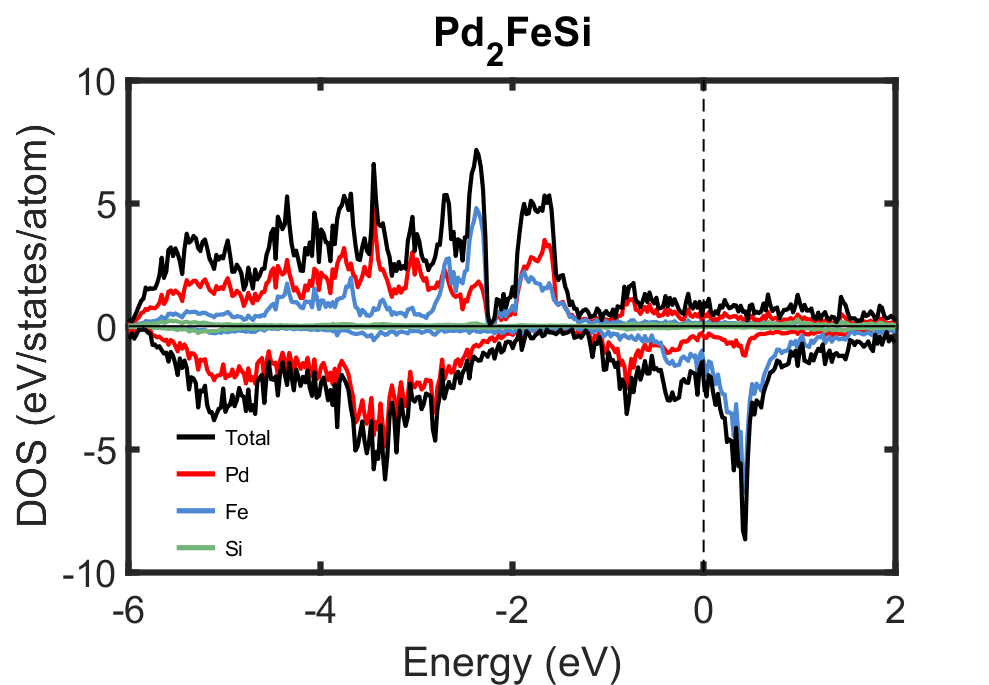 Pd2FeSi
10
5
0
-5
-10
DOS (eV/states/atom)
Total
Pd
Fe
Si
-6 -4 -2 0 2
Energy (eV)